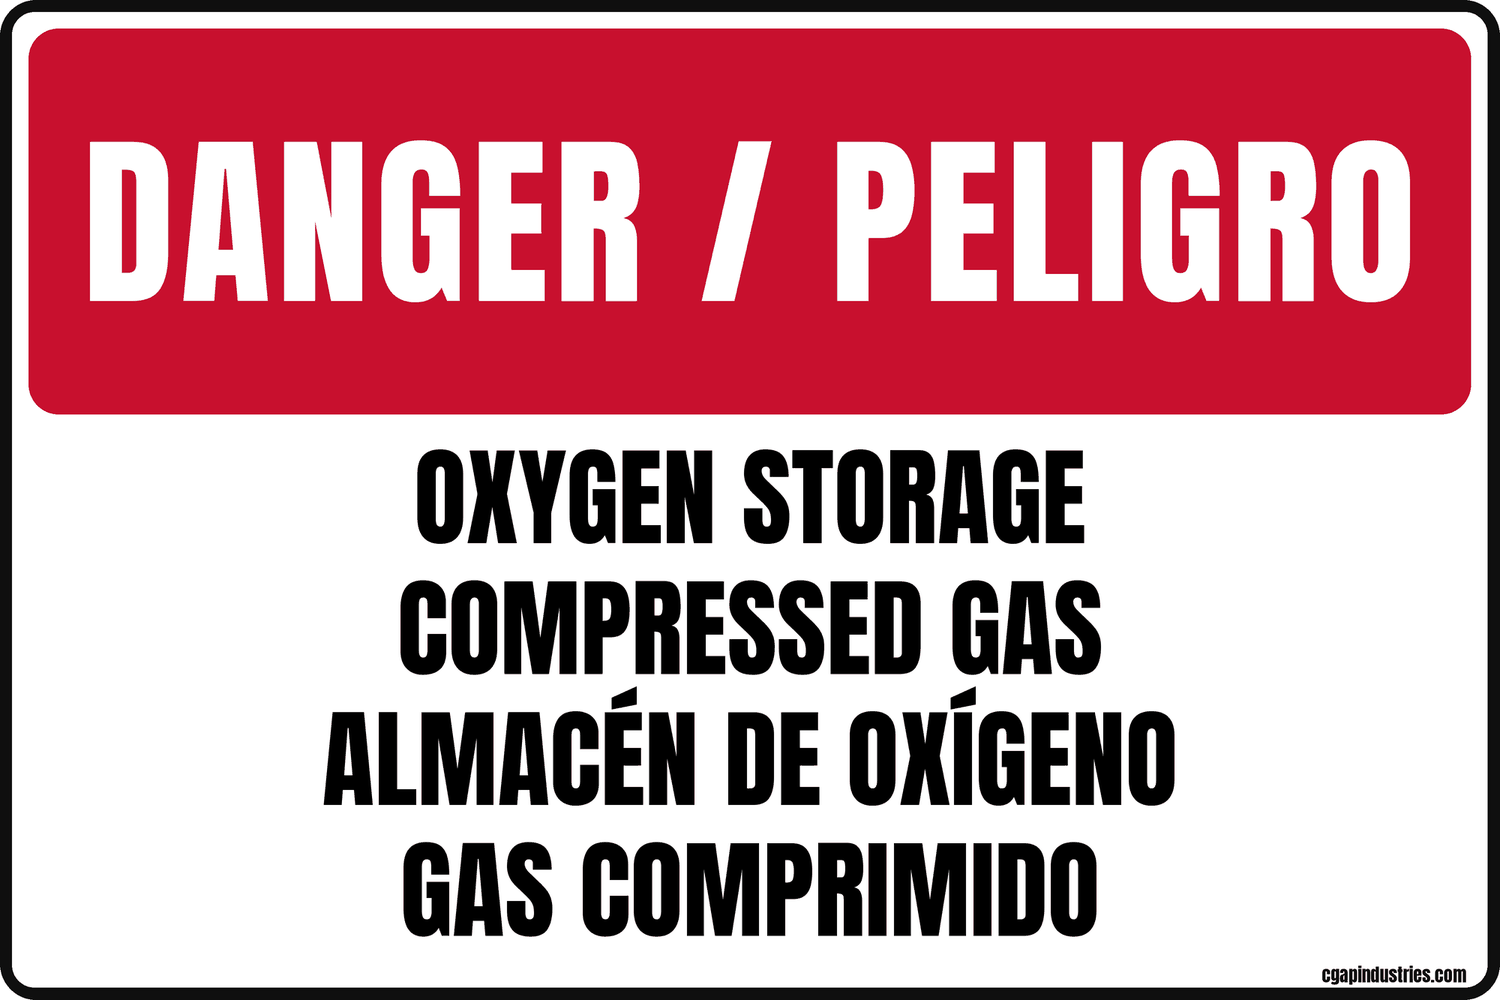 DANGER / PELIGRO
OXYGEN STORAGE
COMPRESSED GAS
ALMACÉN DE OXÍGENO
GAS COMPRIMIDO
cgapindustries.com